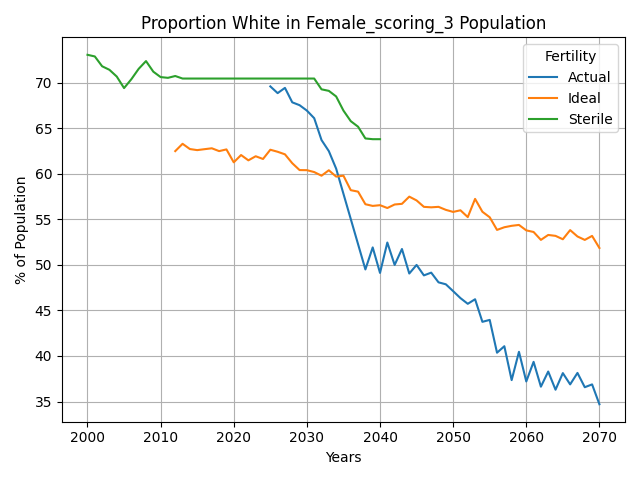 Proportion White in Female_scoring_3 Population
% of Population
70
65
60
55
50
45
40
35
Fertility
Actual
Ideal
Sterile
2000 2010 2020 2030 2040 2050 2060 2070
Years